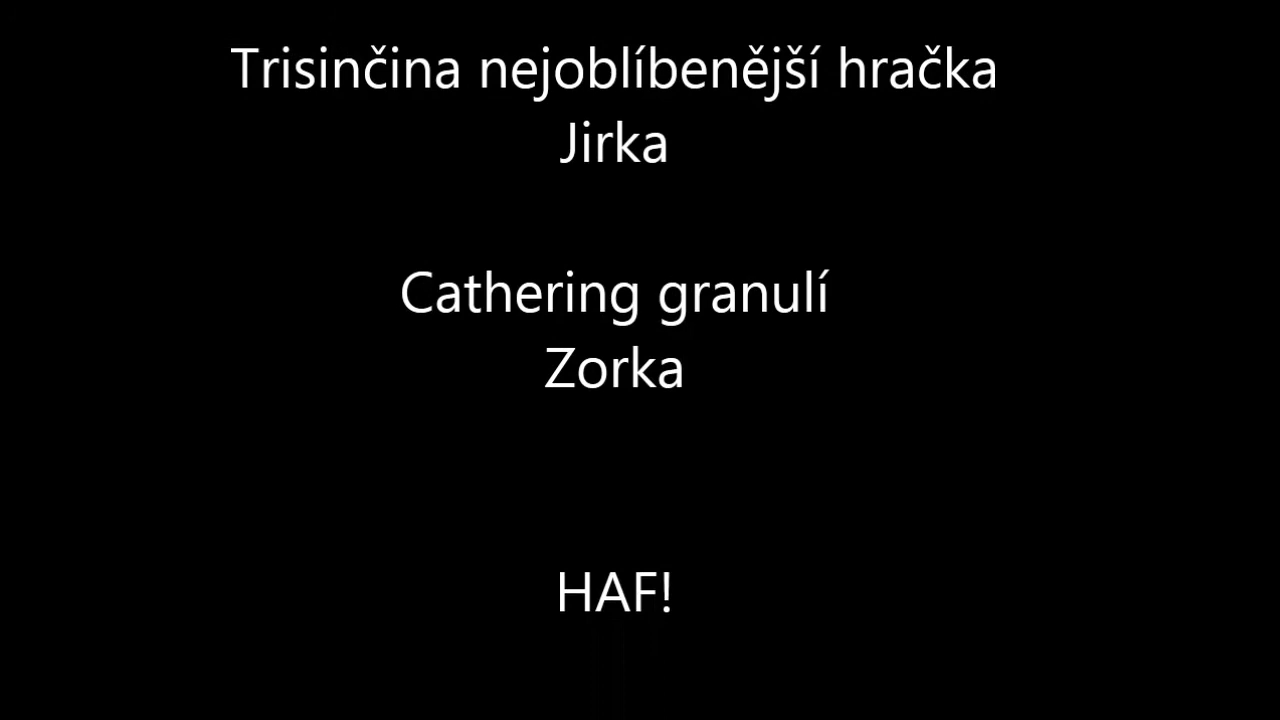 Trisinčina nejoblíbenější hračka
Jirka
Cathering granulí
Zorka
HAF!